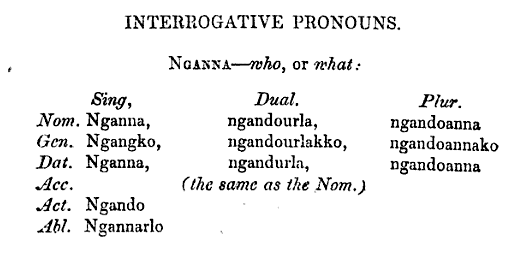 INTERROGATIVE PRONOUNS.
NGANNA—who, or what:
Sing, Dual. Plur.
Nom. Nganna, ngandourla, ngandoanna
Gen. Ngangko, ngandourlakko, ngandoannako
Dat. Nganna, ngandurla, ngandoanna
Acc. (the same as the Nom.)
Act. Ngando
Abl. Ngannarlo